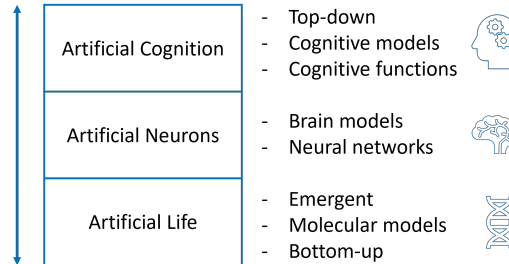 Artificial Cognition
- Top-down
- Cognitive models
- Cognitive functions
Artificial Neurons
- Brain models
- Neural networks
Artificial Life
- Emergent
- Molecular models
- Bottom-up